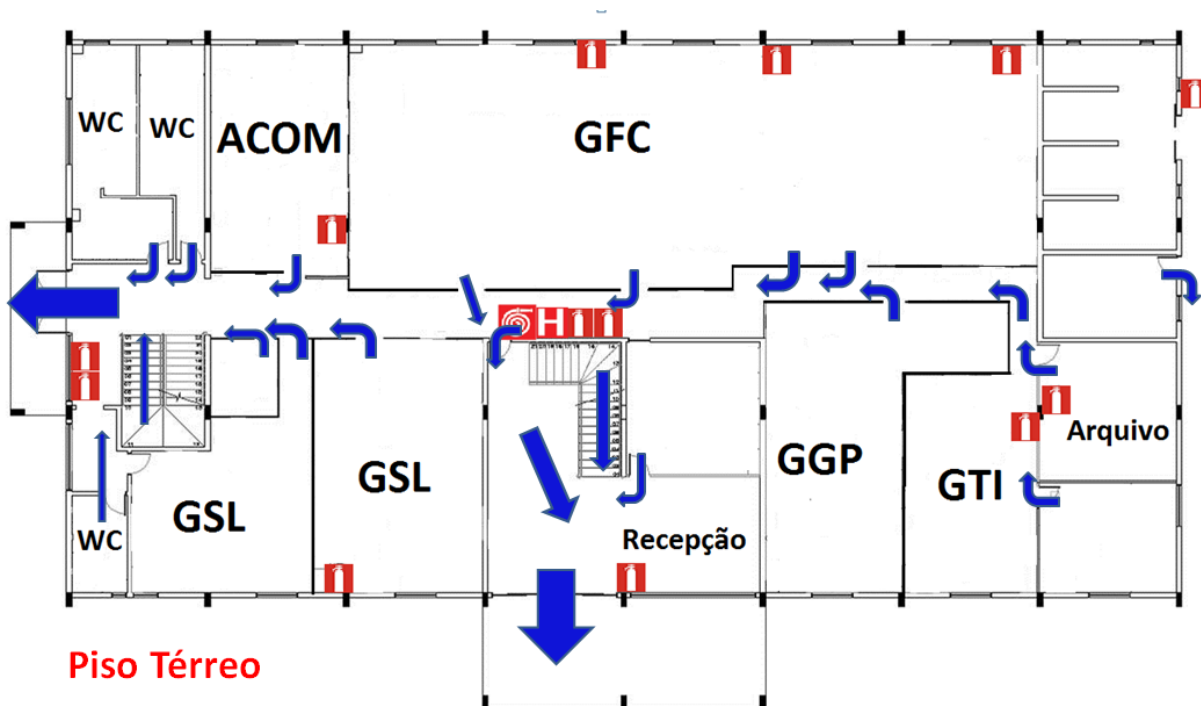 WC
WC
ACOM
GFC
H
GSL
GSL
WC
GGP
GTI
Arquivo
Recepção
Piso Térreo